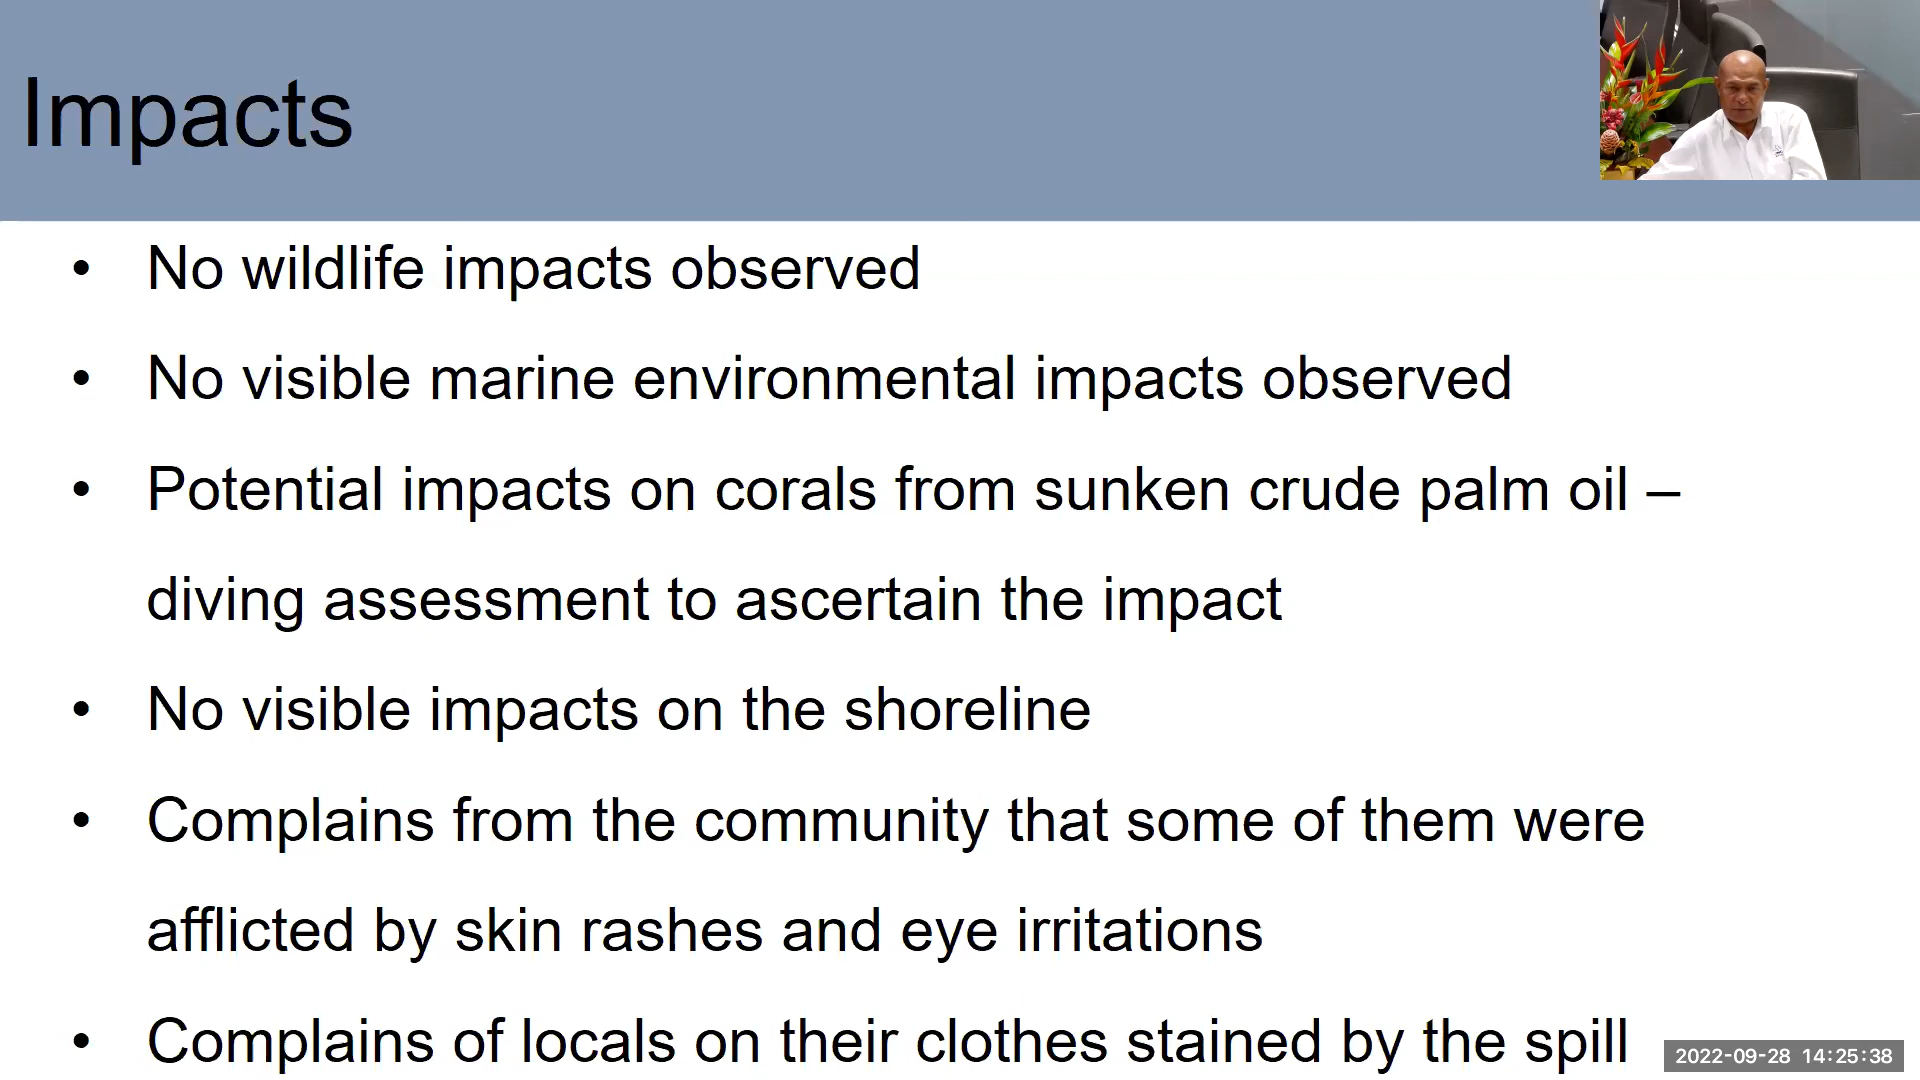 Impacts
• No wildlife impacts observed
• No visible marine environmental impacts observed
• Potential impacts on corals from sunken crude palm oil –
diving assessment to ascertain the impact
• No visible impacts on the shoreline
• Complains from the community that some of them were
afflicted by skin rashes and eye irritations
• Complains of locals on their clothes stained by the spill
2022-09-28 14:25:38